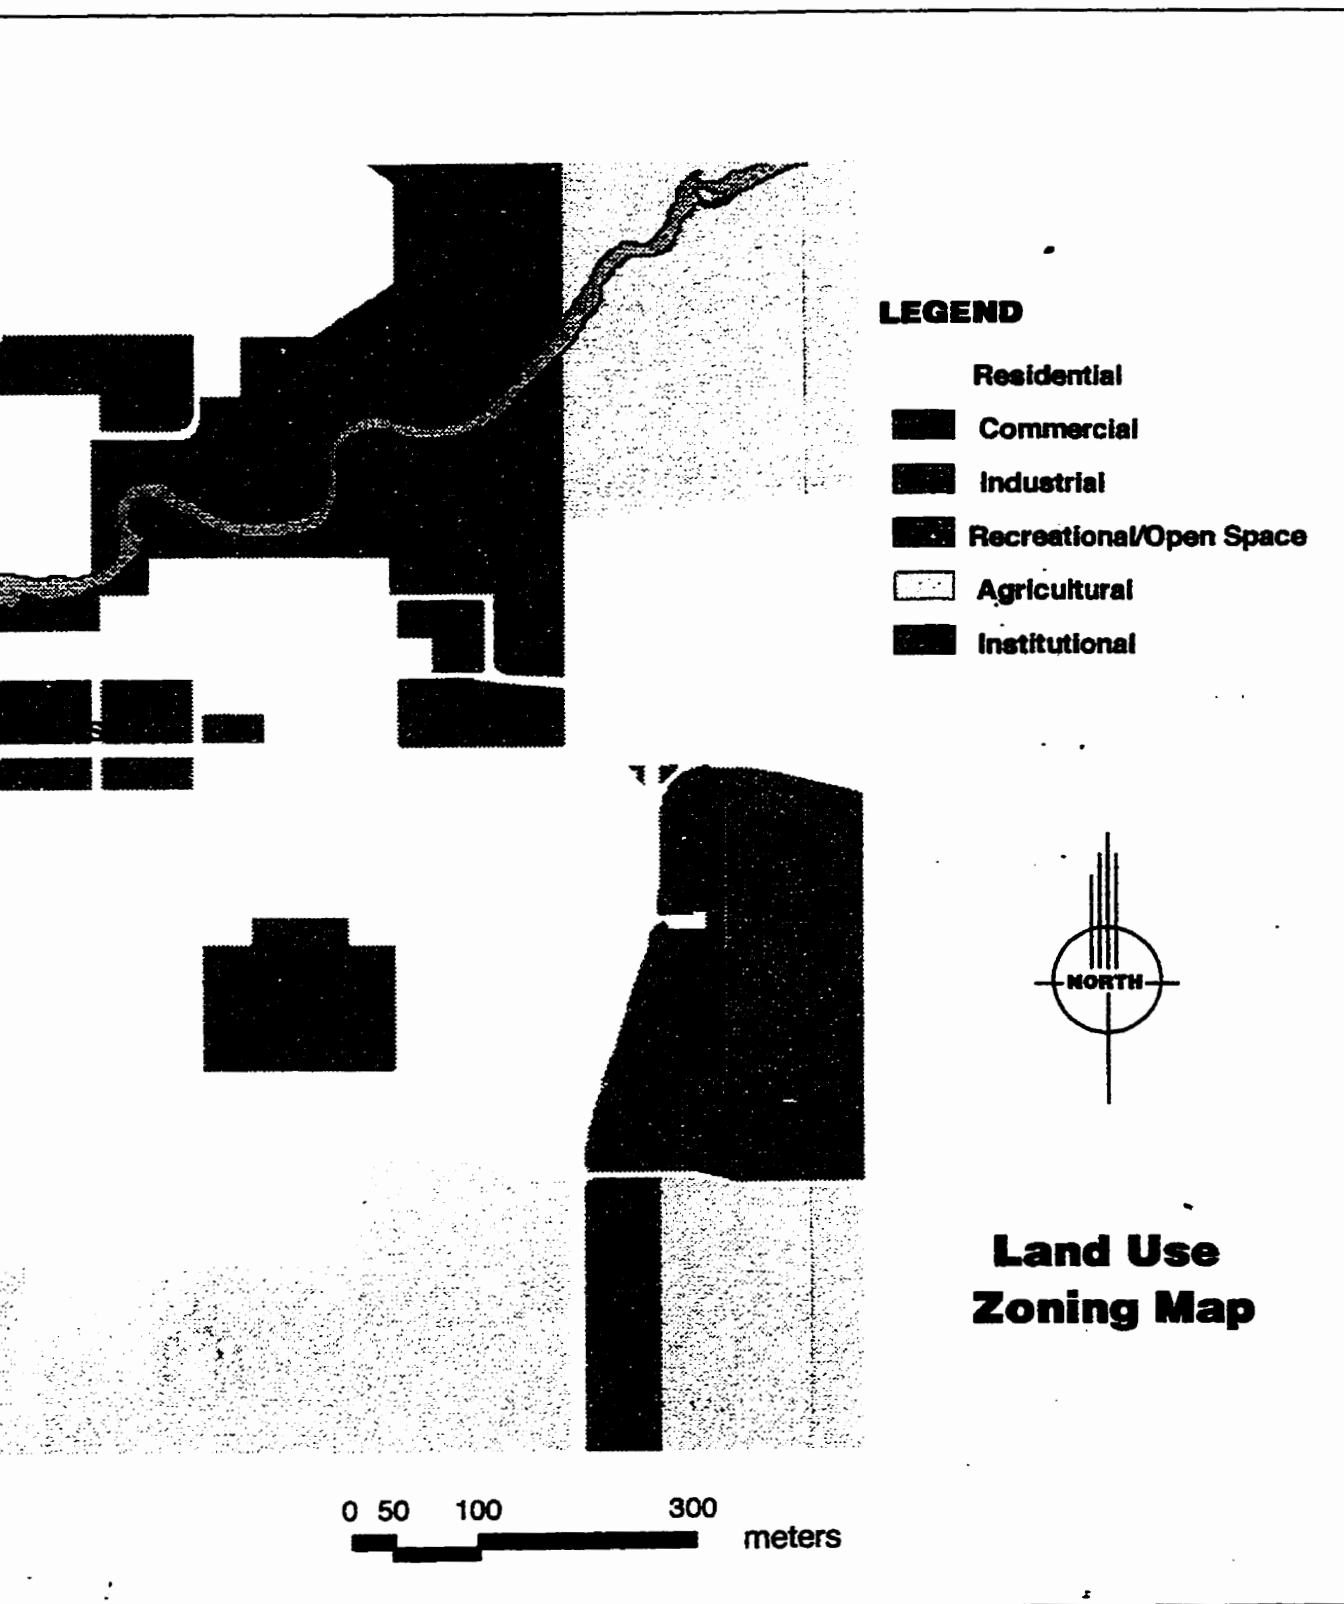 LEGEND
Residential
Commercial
Industrial
Recreational/Open Space
Agricultural
Institutional
S
NORTH
Land Use
Zoning Map
0 50 100 300
meters